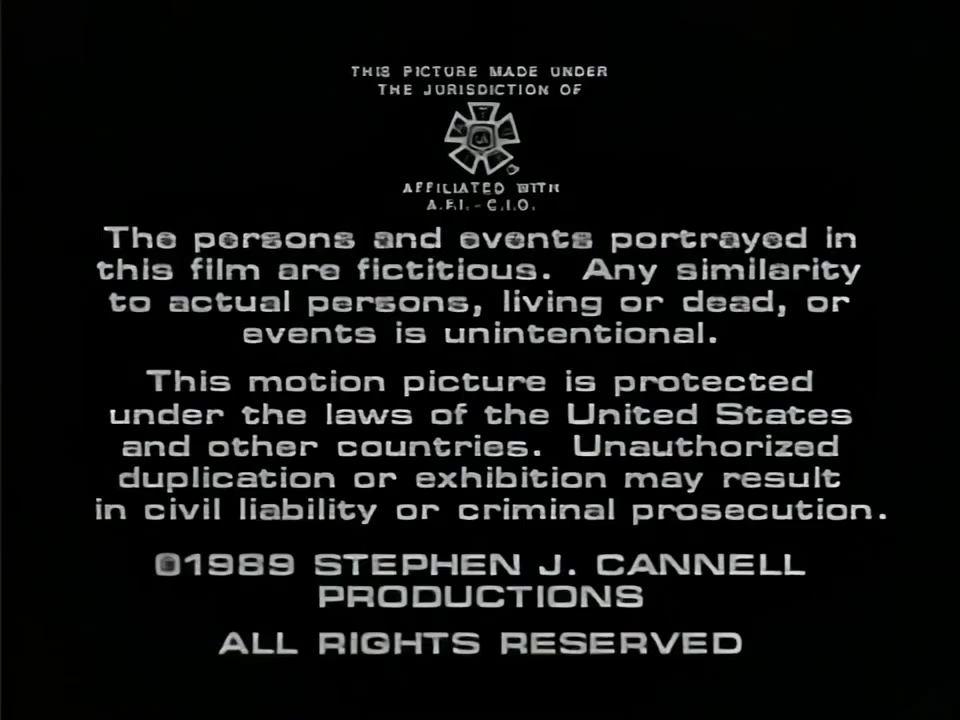 THIS PICTURE MADE UNDER
THE JURISDICTION OF
AFFILIATED WITH
A.F.L.-C.I.O.
The persons and events portrayed in
this film are fictitious. Any similarity
to actual persons, living or dead, or
events is unintentional.
This motion picture is protected
under the laws of the United States
and other countries. Unauthorized
duplication or exhibition may result
in civil liability or criminal prosecution.
©1989 STEPHEN J. CANNELL
PRODUCTIONS
ALL RIGHTS RESERVED